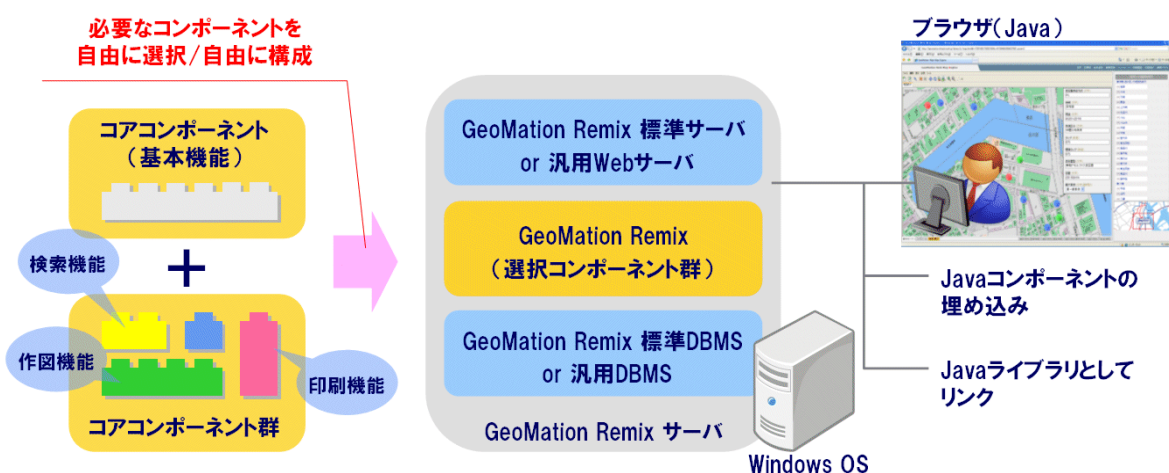 必要なコンポーネントを
自由に選択/自由に構成
コアコンポーネント
（基本機能）
+
検索機能
作図機能
印刷機能
コアコンポーネント群
GeoMation Remix 標準サーバ
or 汎用Webサーバ
GeoMation Remix
（選択コンポーネント群）
GeoMation Remix 標準DBMS
or 汎用DBMS
GeoMation Remix サーバ
Windows OS
ブラウザ（Java）
Javaコンポーネントの
埋め込み
Javaライブラリとして
リンク